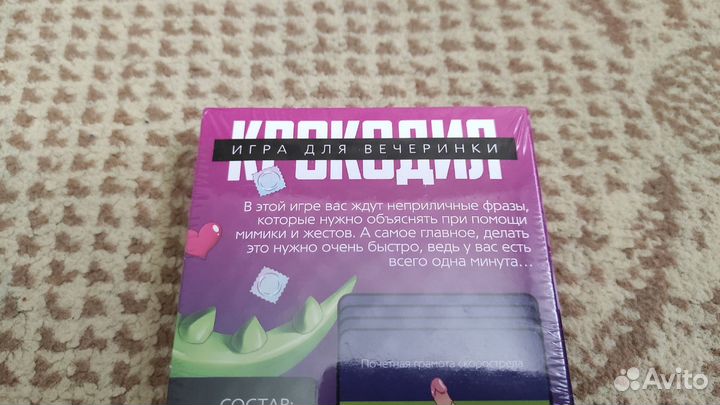 КРОКОДИЛ
ИГРА ДЛЯ ВЕЧЕРИНКИ
В этой игре вас ждут неприличные фразы,
которые нужно объяснять при помощи
мимики и жестов. А самое главное, делать
это нужно очень быстро, ведь у вас есть
всего одна минута...
Почетная грамота скорострела
СОСТАВ:
Avito